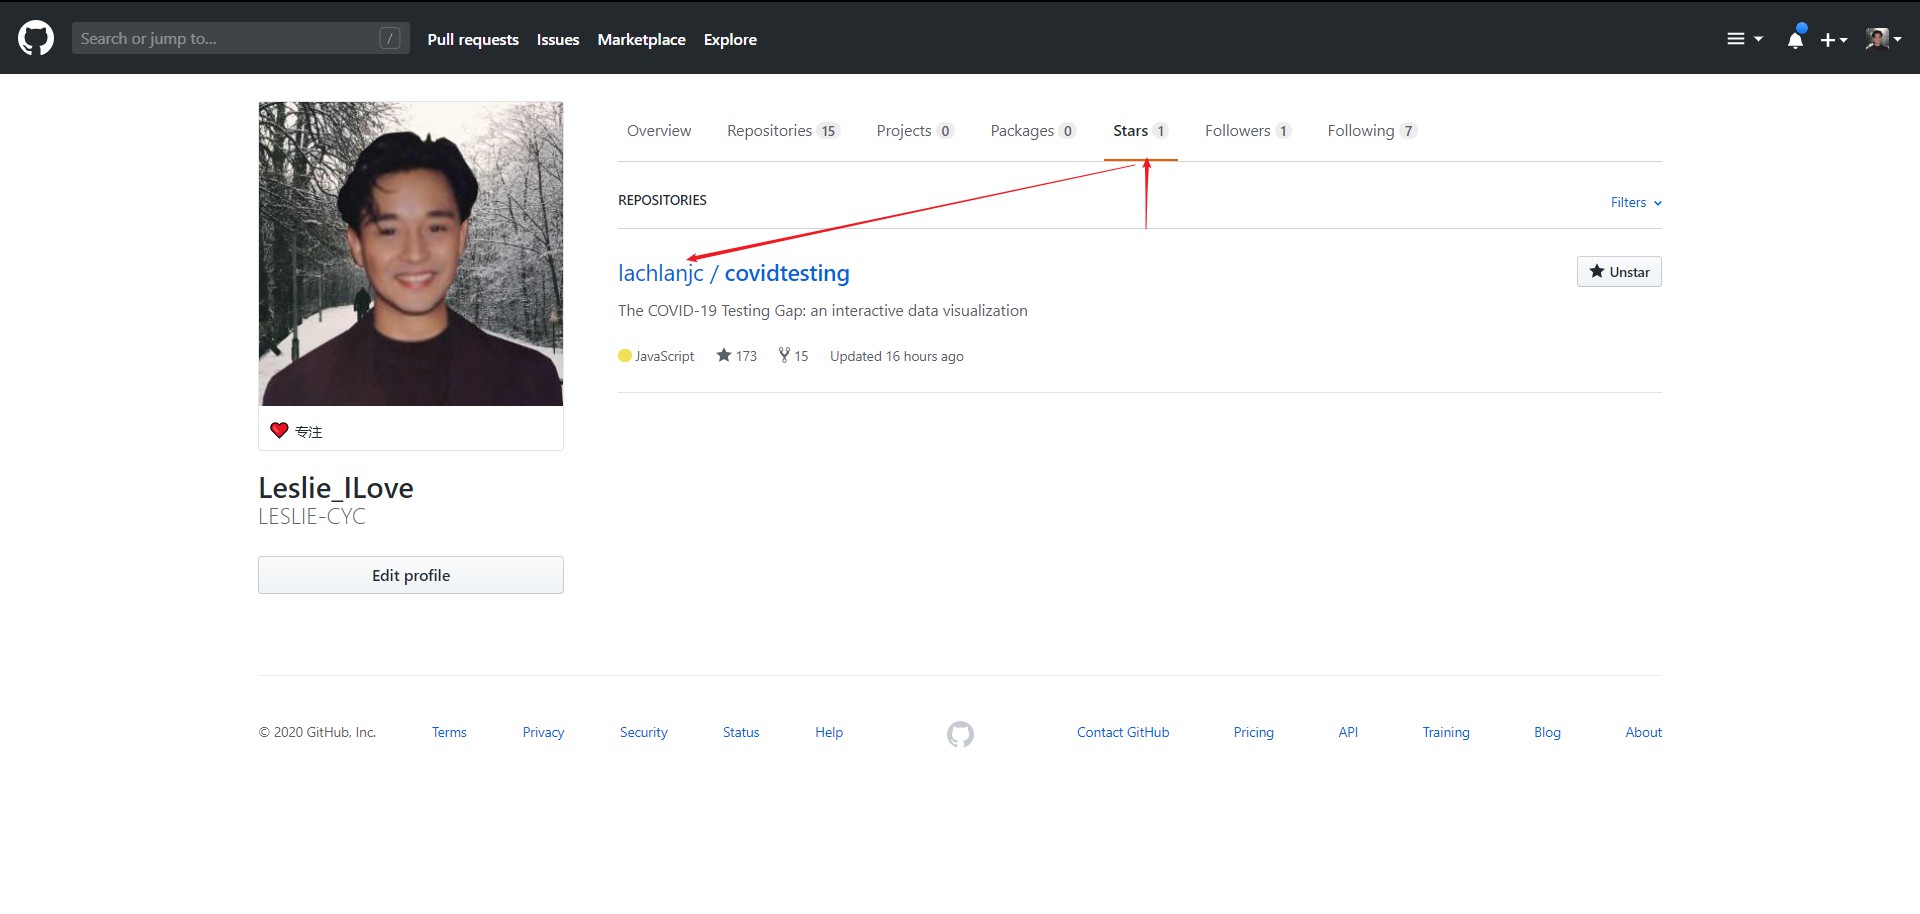 Search or jump to... /
Pull requests Issues Marketplace Explore
Overview Repositories 15 Projects 0 Packages 0 Stars 1 Followers 1 Following 7
REPOSITORIES
Filters
lachlanjc / covidtesting
Unstar
The COVID-19 Testing Gap: an interactive data visualization
JavaScript 173 15 Updated 16 hours ago
专注
Leslie_ILove
LESLIE-CYC
Edit profile
© 2020 GitHub, Inc. Terms Privacy Security Status Help Contact GitHub Pricing API Training Blog About